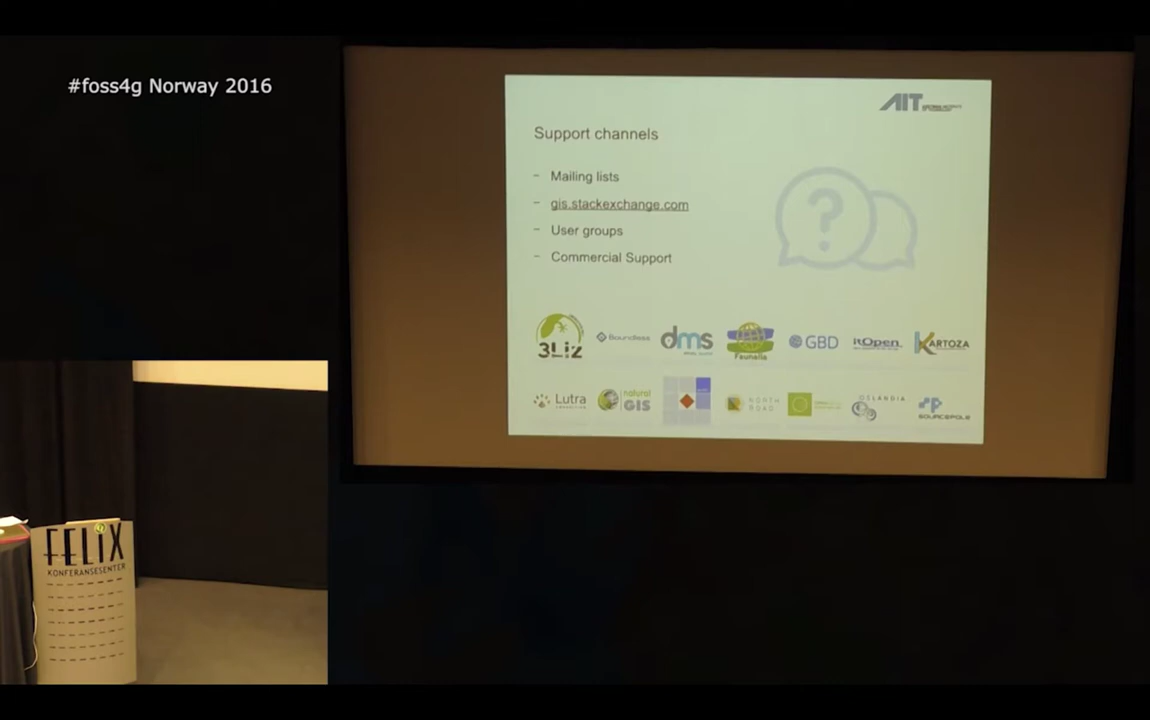 #foss4g Norway 2016
AIT
Support channels
- Mailing lists
- gis.stackexchange.com
- User groups
- Commercial Support
3Liz
Boundless
dms
Faunalia
GBD
itOpen
KARTOZA
Lutra
natural
GIS
NORTH
ROAD
OSLANDIA
SOURCEPOLE
FELIX
KONFERANSESENTER